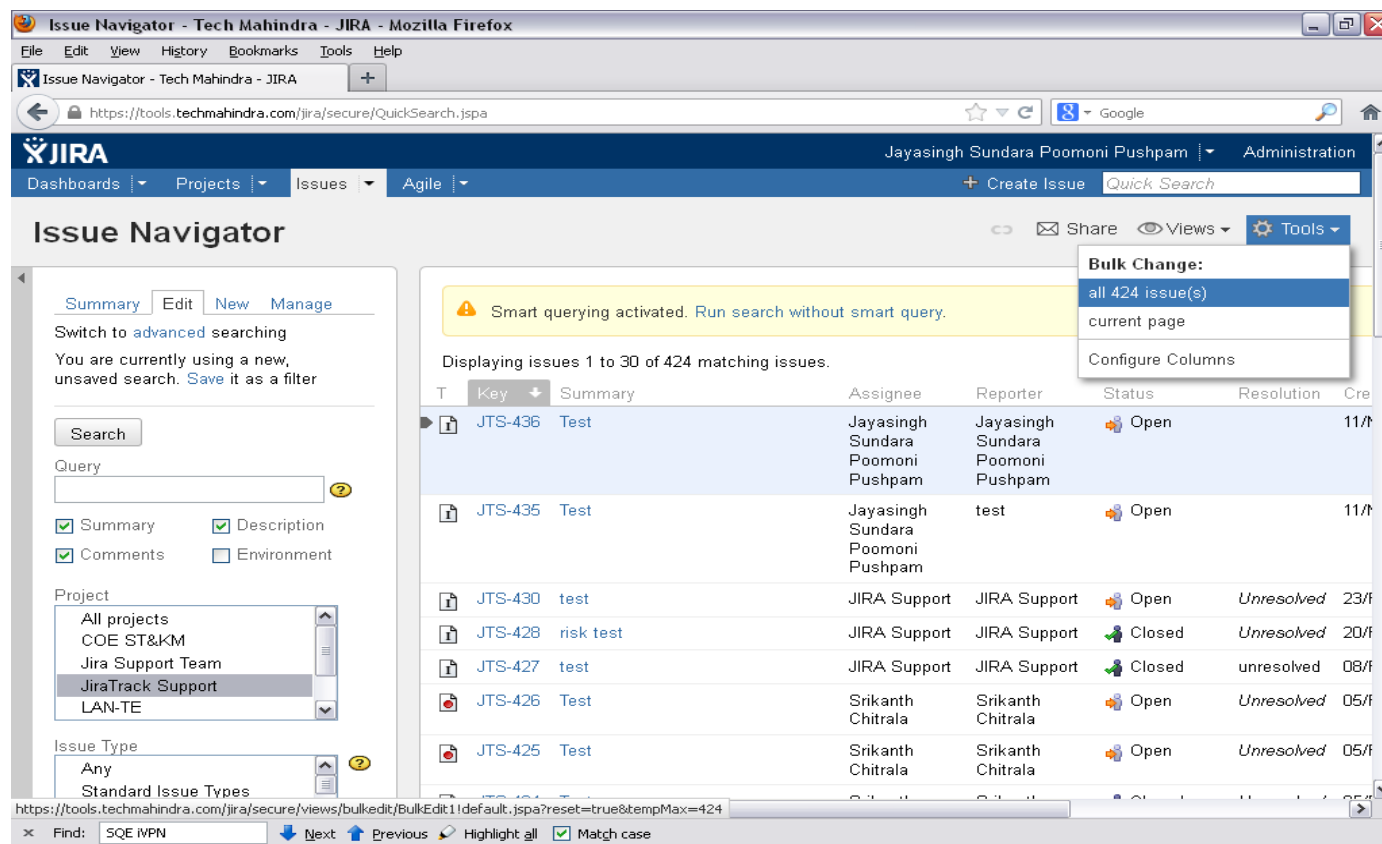 Issue Navigator - Tech Mahindra - JIRA - Mozilla Firefox
File Edit View History Bookmarks Tools Help
Issue Navigator - Tech Mahindra - JIRA +
https://tools.techmahindra.com/jira/secure/QuickSearch.jspa Google
JIRA Jayasingh Sundara Poomoni Pushpam Administration
Dashboards Projects Issues Agile + Create Issue Quick Search
Issue Navigator Share Views Tools
Bulk Change:
all 424 issue(s)
current page
Configure Columns
Summary Edit New Manage
Switch to advanced searching
You are currently using a new,
unsaved search. Save it as a filter
Search
Query
Summary Description
Comments Environment
Project
All projects
COE ST&KM
Jira Support Team
JiraTrack Support
LAN-TE
Issue Type
Any
Standard Issue Types
Smart querying activated. Run search without smart query.
Displaying issues 1 to 30 of 424 matching issues.
T Key Summary Assignee Reporter Status Resolution Cre
JTS-436 Test Jayasingh Jayasingh Open 11/
Sundara Sundara
Poomoni Poomoni
Pushpam Pushpam
JTS-435 Test Jayasingh test Open 11/
Sundara
Poomoni
Pushpam
JTS-430 test JIRA Support JIRA Support Open Unresolved 23/
JTS-428 risk test JIRA Support JIRA Support Closed Unresolved 20/
JTS-427 test JIRA Support JIRA Support Closed unresolved 08/
JTS-426 Test Srikanth Srikanth Open Unresolved 05/
Chitrala Chitrala
JTS-425 Test Srikanth Srikanth Open Unresolved 05/
Chitrala Chitrala
https://tools.techmahindra.com/jira/secure/views/bulkedit/BulkEdit1!default.jspa?reset=true&tempMax=424
× Find: SQE iVPN Next Previous Highlight all Match case